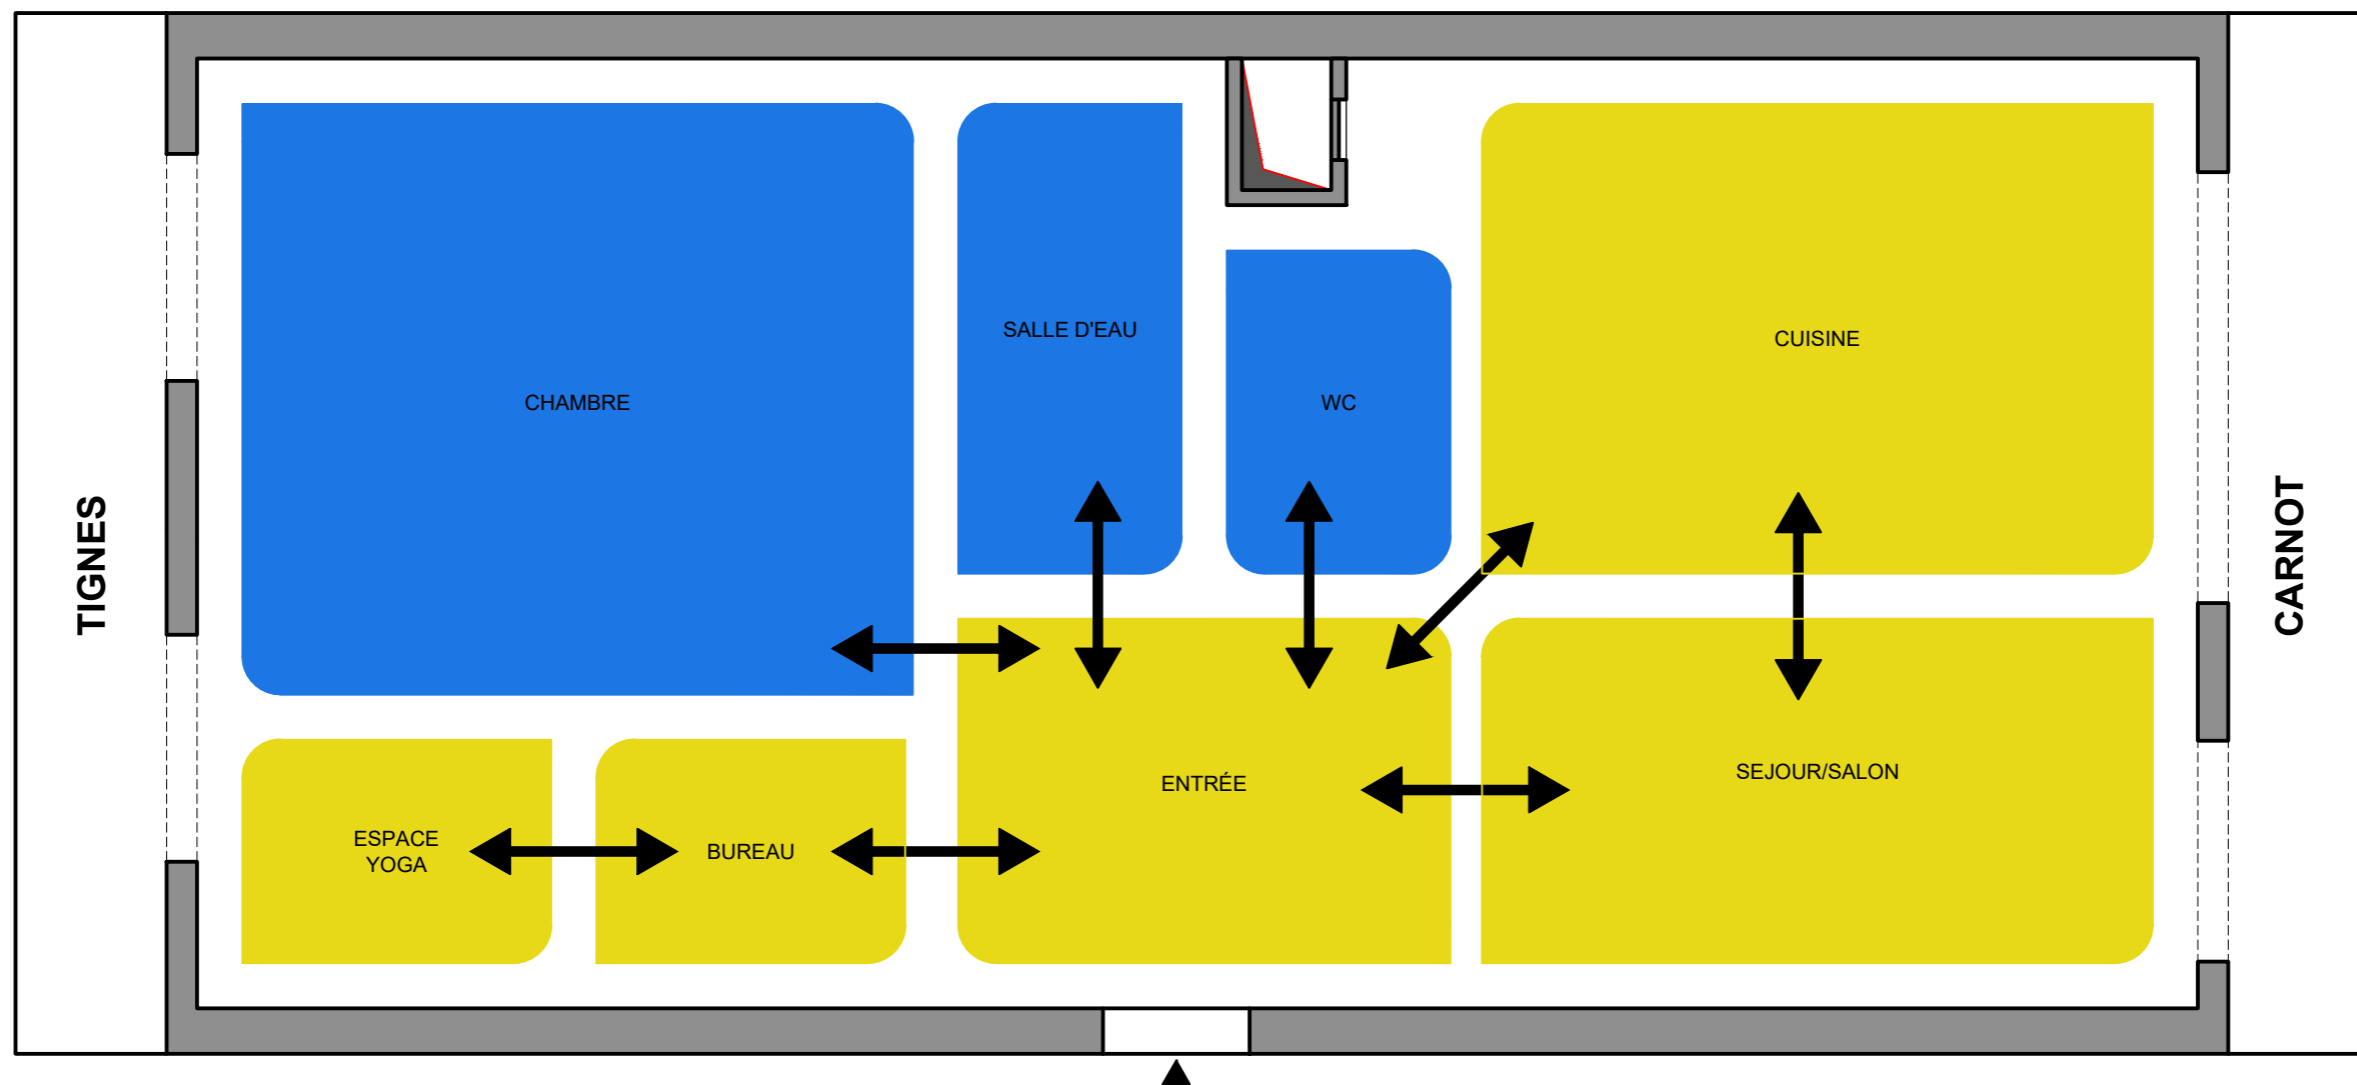 TIGNES
CHAMBRE
SALLE D'EAU
WC
CUISINE
CARNOT
ESPACE
YOGA
BUREAU
ENTRÉE
SEJOUR/SALON